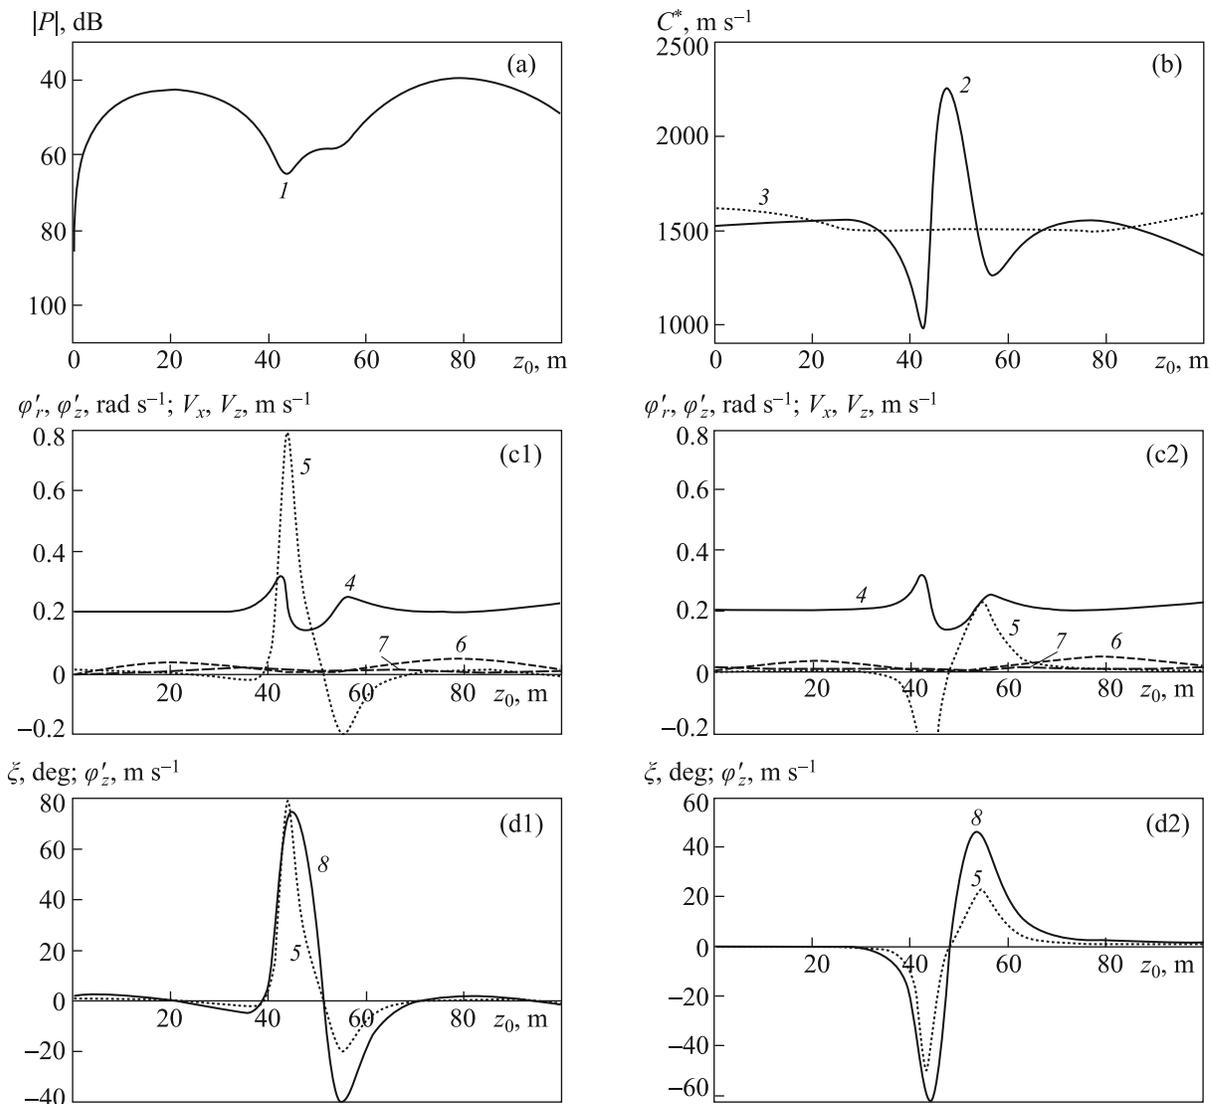 |P|, dB
(a)
40
60
80
100
1
0 20 40 60 80 z0, m
C*, m s–1
(b)
2500
2000
1500
1000
2
3
0 20 40 60 80 z0, m
φ′r, φ′z, rad s–1; Vx, Vz, m s–1
(c1)
0.8
0.6
0.4
0.2
0
–0.2
5
4
7
6
20 40 60 80 z0, m
φ′r, φ′z, rad s–1; Vx, Vz, m s–1
(c2)
0.8
0.6
0.4
0.2
0
–0.2
4
5
7
6
20 40 60 80 z0, m
ξ, deg; φ′z, m s–1
(d1)
80
60
40
20
0
–20
–40
8
5
20 40 60 80 z0, m
ξ, deg; φ′z, m s–1
(d2)
60
40
20
0
–20
–40
–60
8
5
20 40 60 80 z0, m